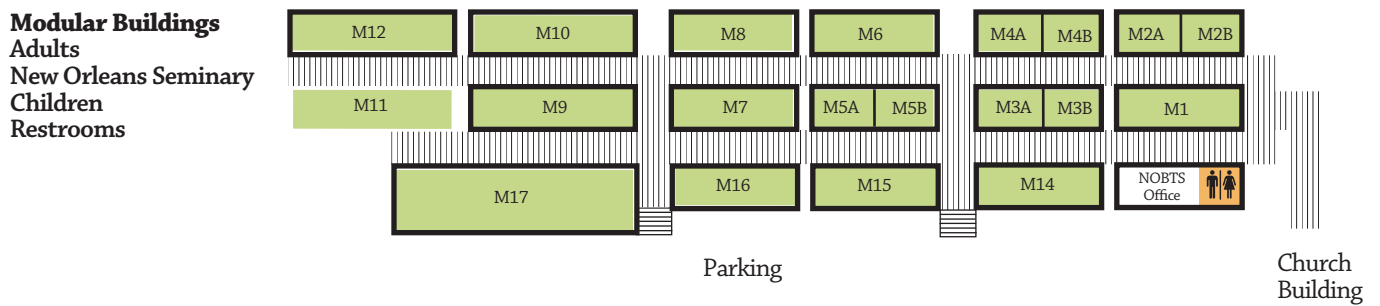 Modular Buildings
Adults
New Orleans Seminary
Children
Restrooms
M12
M10
M8
M6
M4A
M4B
M2A
M2B
M11
M9
M7
M5A
M5B
M3A
M3B
M1
M17
M16
M15
M14
NOBTS
Office
Parking
Church
Building